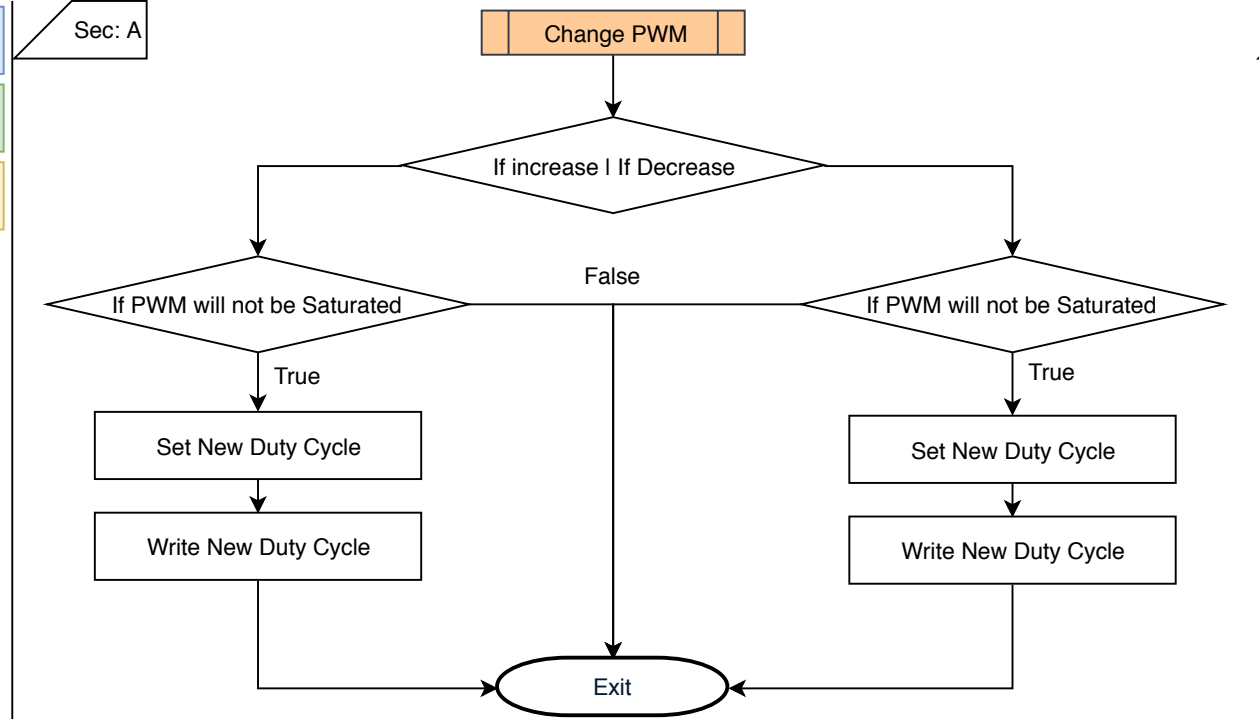 Sec: A
Change PWM
If increase | If Decrease
False
If PWM will not be Saturated
If PWM will not be Saturated
True
True
Set New Duty Cycle
Set New Duty Cycle
Write New Duty Cycle
Write New Duty Cycle
Exit